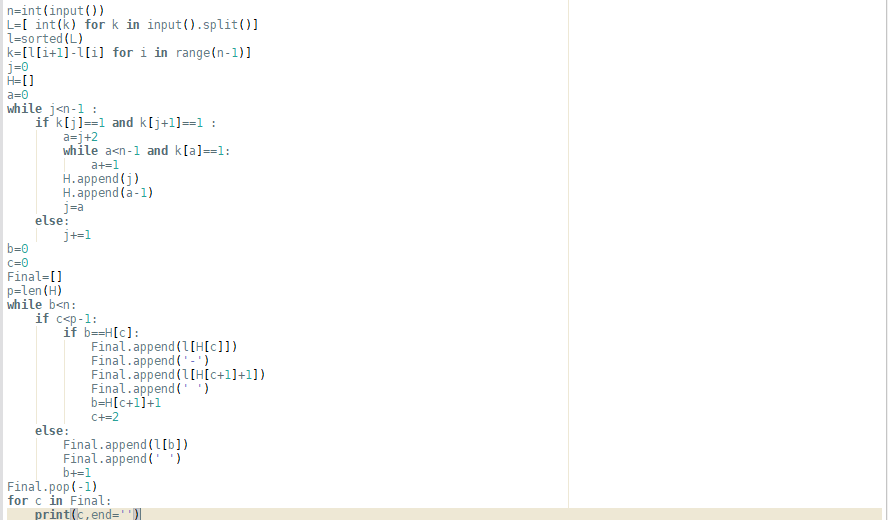 n=int(input())
L=[ int(k) for k in input().split()]
l=sorted(L)
k=[l[i+1]-l[i] for i in range(n-1)]
j=0
H=[]
a=0
while j<n-1 :
    if k[j]==1 and k[j+1]==1 :
        a=j+2
        while a<n-1 and k[a]==1:
            a+=1
        H.append(j)
        H.append(a-1)
        j=a
    else:
        j+=1
b=0
c=0
Final=[]
p=len(H)
while b<n:
    if c<p-1:
        if b==H[c]:
            Final.append(l[H[c]])
            Final.append('-')
            Final.append(l[H[c+1]+1])
            Final.append(' ')
            b=H[c+1]+1
            c+=2
    else:
        Final.append(l[b])
        Final.append(' ')
        b+=1
Final.pop(-1)
for c in Final:
    print(c,end='')